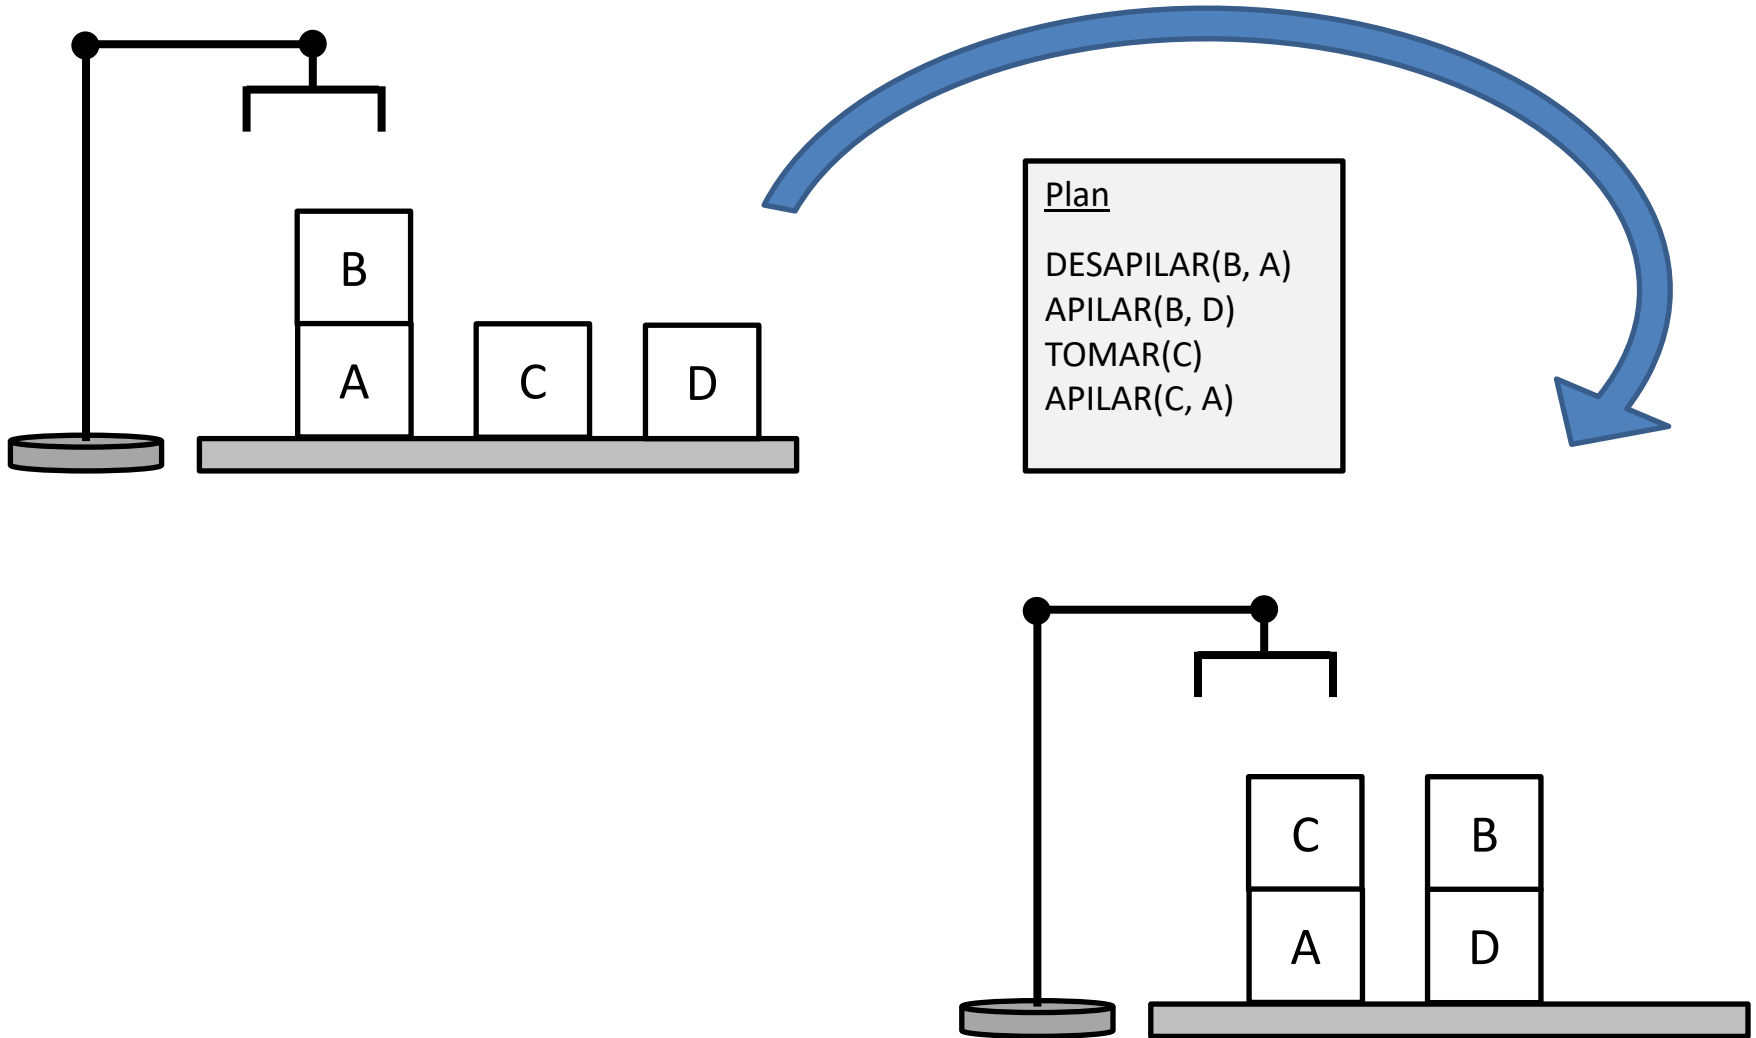 B
A
C
D
Plan
DESAPILAR(B, A)
APILAR(B, D)
TOMAR(C)
APILAR(C, A)
C
B
A
D